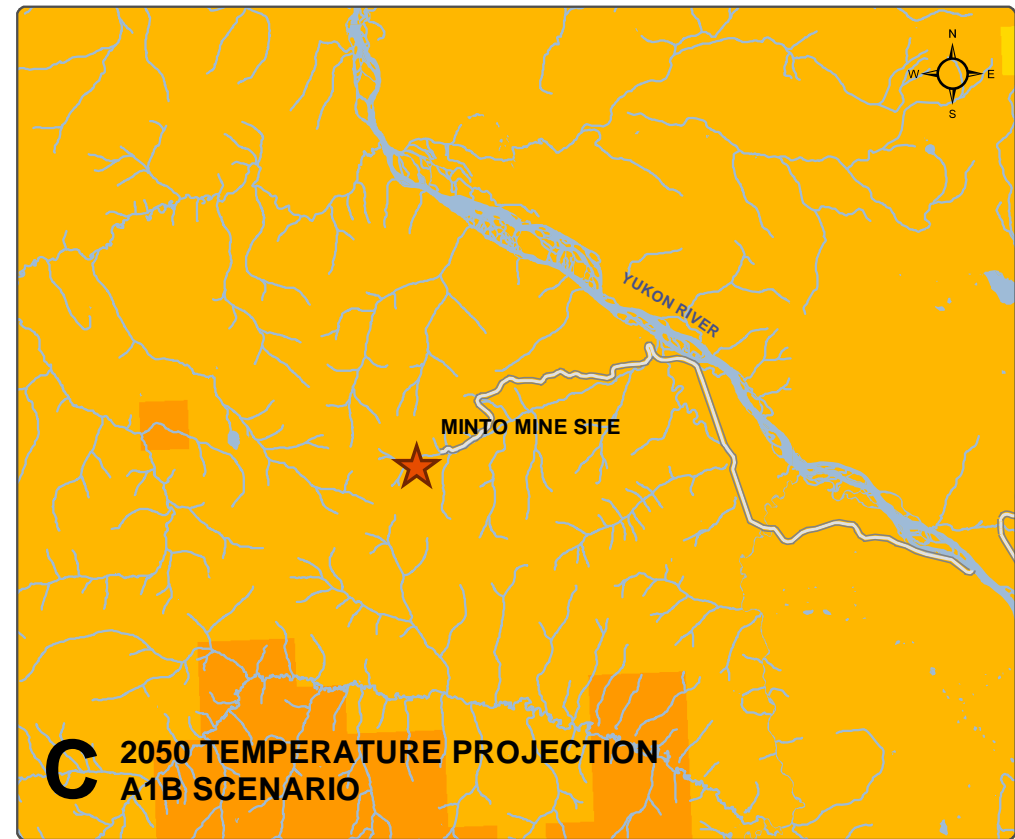 N
W E
S
YUKON RIVER
MINTO MINE SITE
C 2050 TEMPERATURE PROJECTION
A1B SCENARIO